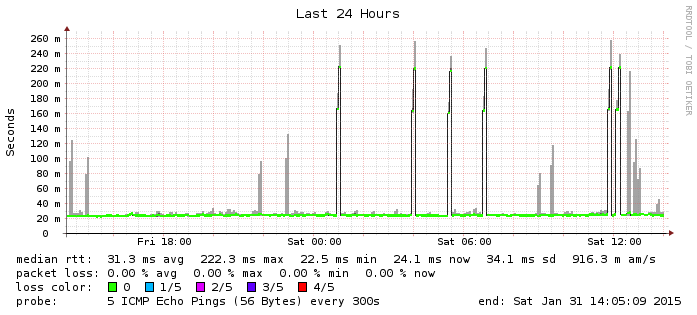 Last 24 Hours
RRDTOOL / TOBI OETIKER
Seconds
260 m
240 m
220 m
200 m
180 m
160 m
140 m
120 m
100 m
80 m
60 m
40 m
20 m
0
Fri 18:00 Sat 00:00 Sat 06:00 Sat 12:00
median rtt: 31.3 ms avg 222.3 ms max 22.5 ms min 24.1 ms now 34.1 ms sd 916.3 m am/s
packet loss: 0.00 % avg 0.00 % max 0.00 % min 0.00 % now
loss color: 0 1/5 2/5 3/5 4/5
probe: 5 ICMP Echo Pings (56 Bytes) every 300s end: Sat Jan 31 14:05:09 2015